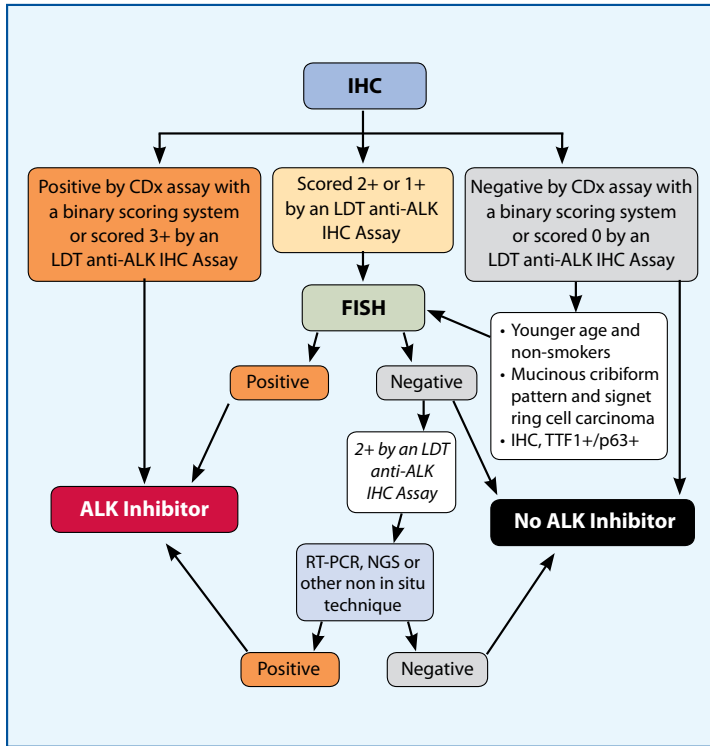 IHC
Positive by CDx assay with
a binary scoring system
or scored 3+ by an
LDT anti-ALK IHC Assay
Scored 2+ or 1+
by an LDT anti-ALK
IHC Assay
Negative by CDx assay with
a binary scoring system
or scored 0 by an
LDT anti-ALK IHC Assay
FISH
• Younger age and
non-smokers
• Mucinous cribiform
pattern and signet
ring cell carcinoma
• IHC, TTF1+/p63+
Positive
Negative
2+ by an LDT
anti-ALK
IHC Assay
ALK Inhibitor
No ALK Inhibitor
RT-PCR, NGS or
other non in situ
technique
Positive
Negative